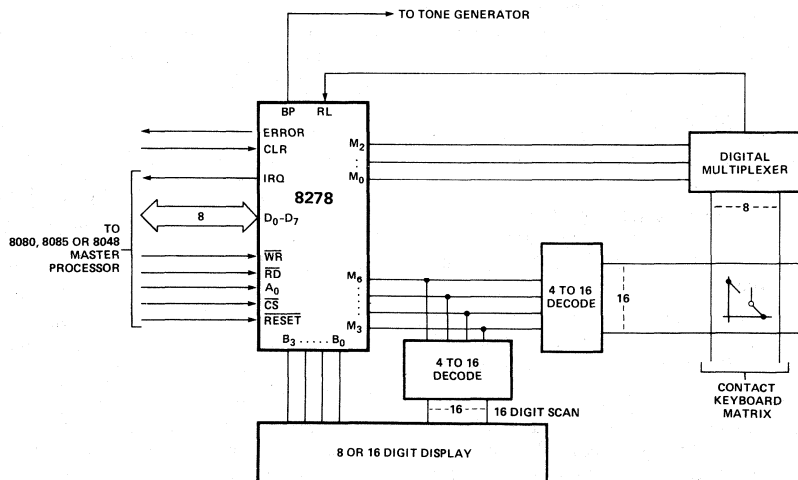 TO TONE GENERATOR
BP RL
ERROR
CLR
IRQ
8278
8
D0-D7
WR
RD
A0
CS
RESET
M2
:
M0
M6
M3
B3 ..... B0
TO
8080, 8085 OR 8048
MASTER
PROCESSOR
DIGITAL
MULTIPLEXER
8
4 TO 16
DECODE
16
4 TO 16
DECODE
16
16 DIGIT SCAN
CONTACT
KEYBOARD
MATRIX
8 OR 16 DIGIT DISPLAY